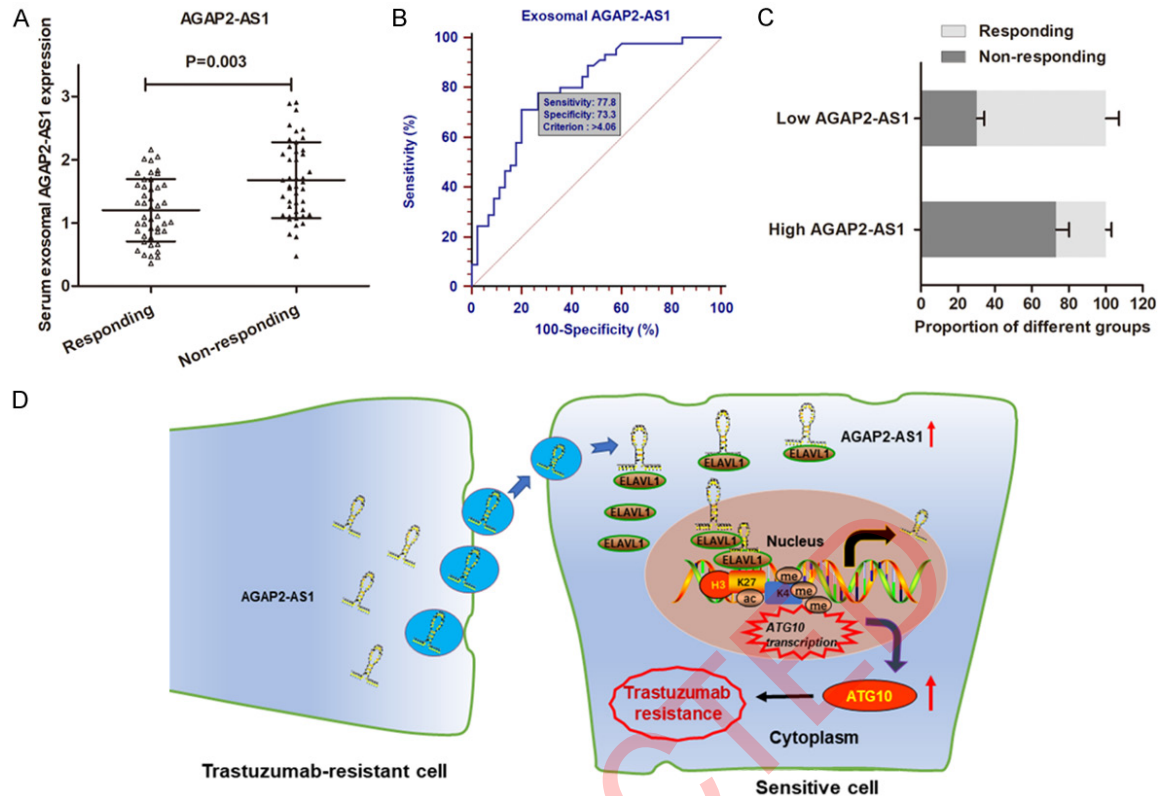 A
AGAP2-AS1
P=0.003
Serum exosomal AGAP2-AS1 expression
3
2
1
0
Responding
Non-responding
B
Exosomal AGAP2-AS1
Sensitivity (%)
100
80
60
40
20
0
Sensitivity: 77.8
Specificity: 73.3
Criterion : >4.06
0 20 40 60 80 100
100-Specificity (%)
C
Responding
Non-responding
Low AGAP2-AS1
High AGAP2-AS1
0 20 40 60 80 100 120
Proportion of different groups
D
AGAP2-AS1
Trastuzumab-resistant cell
AGAP2-AS1
ELAVL1
ELAVL1
ELAVL1
ELAVL1
ELAVL1
ELAVL1
ELAVL1
Nucleus
H3
K27
ac
K4
me
me
me
ATG10
transcription
ATG10
Trastuzumab
resistance
Cytoplasm
Sensitive cell
CTED